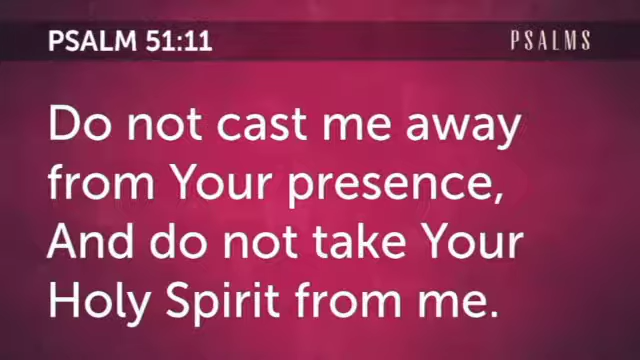 PSALM 51:11
PSALMS
Do not cast me away
from Your presence,
And do not take Your
Holy Spirit from me.